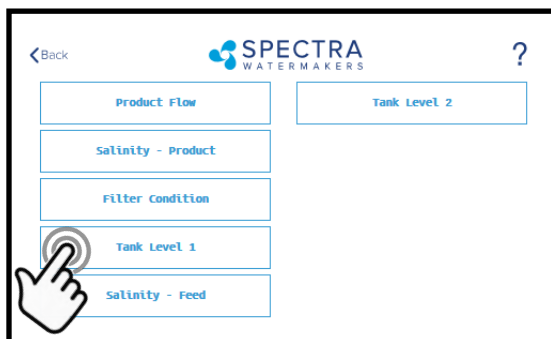 Back
SPECTRA
WATERMAKERS
?
Product Flow
Tank Level 2
Salinity - Product
Filter Condition
Tank Level 1
Salinity - Feed